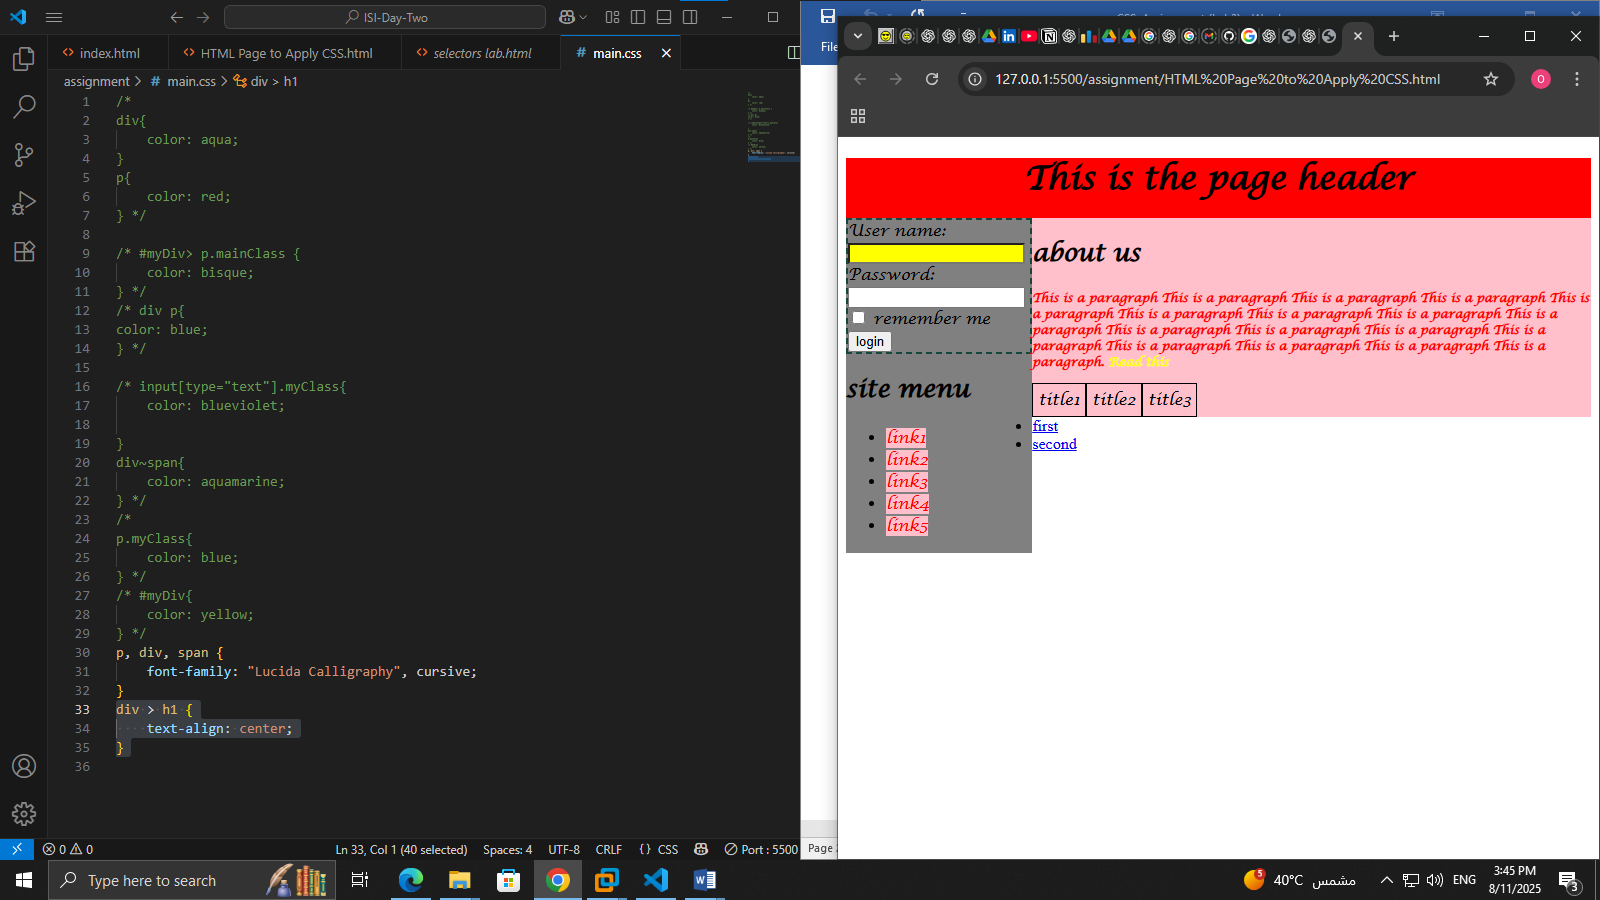 ISI-Day-Two
index.html
HTML Page to Apply CSS.html
selectors lab.html
main.css
assignment > # main.css > div > h1
1 /*
2 div{
3 color: aqua;
4 }
5 p{
6 color: red;
7 } */
8
9 /* #myDiv> p.mainClass {
10 color: bisque;
11 } */
12 /* div p{
13 color: blue;
14 } */
15
16 /* input[type="text"].myClass{
17 color: blueviolet;
18
19 }
20 div~span{
21 color: aquamarine;
22 } */
23 /*
24 p.myClass{
25 color: blue;
26 } */
27 /* #myDiv{
28 color: yellow;
29 } */
30 p, div, span {
31 font-family: "Lucida Calligraphy", cursive;
32 }
33 div > h1 {
34 text-align: center;
35 }
36
0 0 Ln 33, Col 1 (40 selected) Spaces: 4 UTF-8 CRLF {} CSS Port : 5500
Page
127.0.0.1:5500/assignment/HTML%20Page%20to%20Apply%20CSS.html
O
This is the page header
User name:
Password:
remember me
login
site menu
link1
link2
link3
link4
link5
about us
This is a paragraph This is a paragraph This is a paragraph This is a paragraph This is
a paragraph This is a paragraph This is a paragraph This is a paragraph This is a
paragraph This is a paragraph This is a paragraph This is a paragraph This is a
paragraph This is a paragraph This is a paragraph This is a paragraph This is a
paragraph. Read this
title1 title2 title3
first
second
Type here to search
5 40°C مشمس ENG 3:45 PM
8/11/2025
3